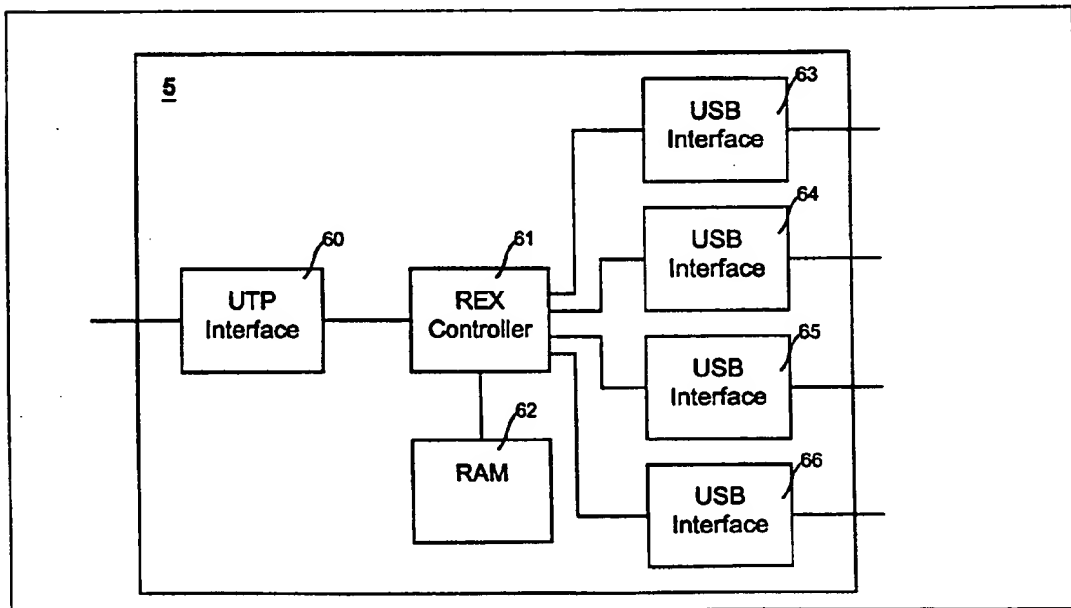 5
63
USB
Interface
64
USB
Interface
60
UTP
Interface
61
REX
Controller
65
USB
Interface
62
RAM
66
USB
Interface